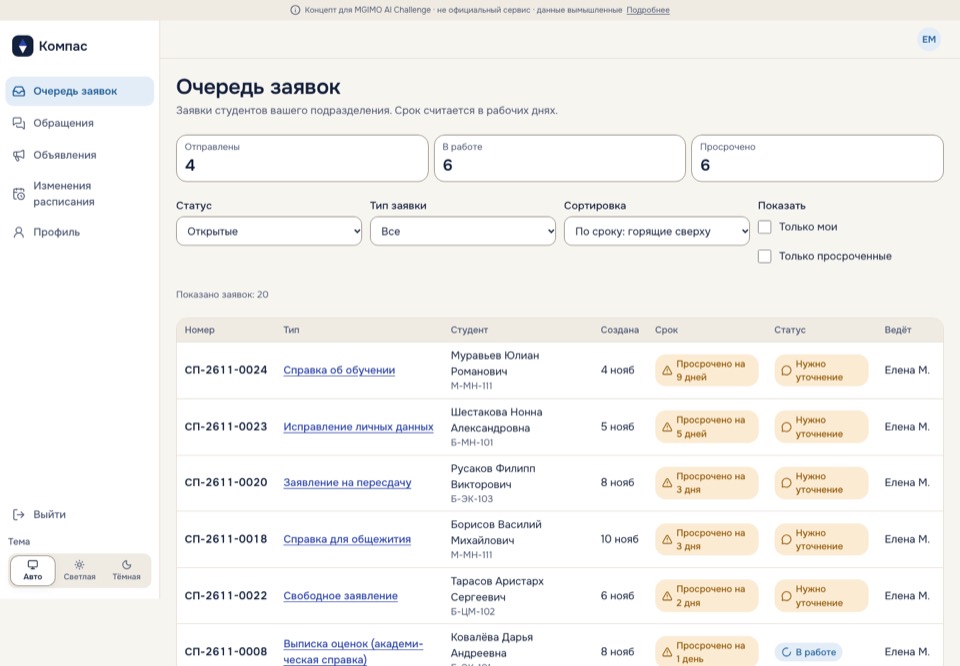 Концепт для MGIMO AI Challenge · не официальный сервис · данные вымышленные Подробнее
Компас
ЕМ
Очередь заявок
Обращения
Объявления
Изменения
расписания
Профиль
Выйти
Тема
Авто
Светлая
Тёмная
Очередь заявок
Заявки студентов вашего подразделения. Срок считается в рабочих днях.
Отправлены
4
В работе
6
Просрочено
6
Статус
Открытые
Тип заявки
Все
Сортировка
По сроку: горящие сверху
Показать
Только мои
Только просроченные
Показано заявок: 20
Номер Тип Студент Создана Срок Статус Ведёт
СП-2611-0024 Справка об обучении Муравьев Юлиан
Романович
М-МН-111 4 нояб Просрочено на
9 дней Нужно
уточнение Елена М.
СП-2611-0023 Исправление личных данных Шестакова Нонна
Александровна
Б-МН-101 5 нояб Просрочено на
5 дней Нужно
уточнение Елена М.
СП-2611-0020 Заявление на пересдачу Русаков Филипп
Викторович
Б-ЭК-103 8 нояб Просрочено на
3 дня Нужно
уточнение Елена М.
СП-2611-0018 Справка для общежития Борисов Василий
Михайлович
М-МН-111 10 нояб Просрочено на
3 дня Нужно
уточнение Елена М.
СП-2611-0022 Свободное заявление Тарасов Аристарх
Сергеевич
Б-ЦМ-102 6 нояб Просрочено на
2 дня Нужно
уточнение Елена М.
СП-2611-0008 Выписка оценок (академи-
ческая справка) Ковалёва Дарья
Андреевна 8 нояб Просрочено на
1 день В работе Елена М.